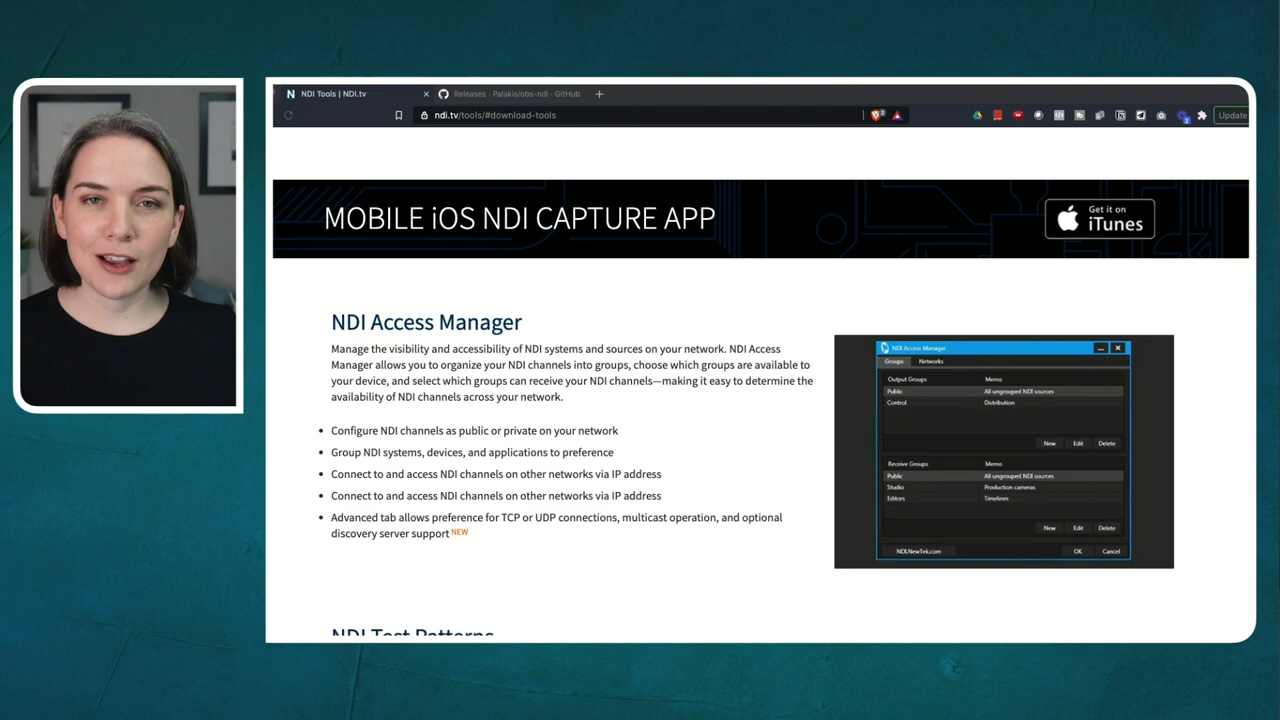 N NDI Tools | NDI.tv
Releases · Palakis/obs-ndi · GitHub
ndi.tv/tools/#download-tools
Update
MOBILE iOS NDI CAPTURE APP
Get it on
iTunes
NDI Access Manager
Manage the visibility and accessibility of NDI systems and sources on your network. NDI Access
Manager allows you to organize your NDI channels into groups, choose which groups are available to
your device, and select which groups can receive your NDI channels—making it easy to determine the
availability of NDI channels across your network.
• Configure NDI channels as public or private on your network
• Group NDI systems, devices, and applications to preference
• Connect to and access NDI channels on other networks via IP address
• Connect to and access NDI channels on other networks via IP address
• Advanced tab allows preference for TCP or UDP connections, multicast operation, and optional
discovery server support NEW
NDI Access Manager
Groups Networks
Output Groups Memo
Public All ungrouped NDI sources
Control Distribution
New Edit Delete
Receive Groups Memo
Public All ungrouped NDI sources
Studio Production cameras
Editors Timelines
New Edit Delete
NDI.NewTek.com OK Cancel
NDI Test Patterns